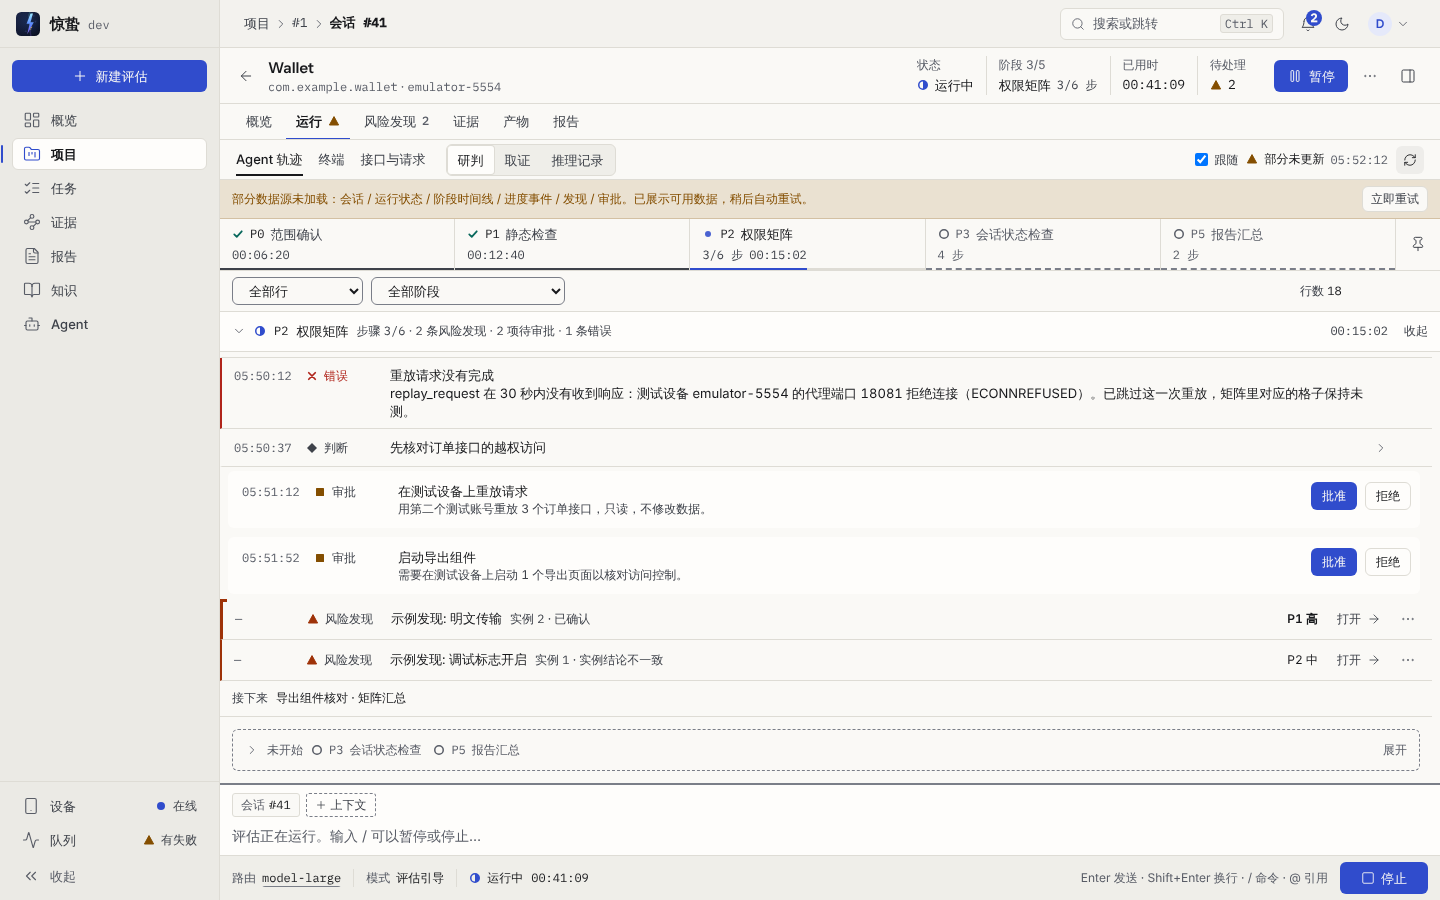 惊蛰 dev
项目 #1 会话 #41
搜索或跳转 Ctrl K
2
D
新建评估
概览
项目
任务
证据
报告
知识
Agent
设备 在线
队列 有失败
收起
Wallet
com.example.wallet · emulator-5554
状态
运行中
阶段 3/5
权限矩阵 3/6 步
已用时
00:41:09
待处理
2
暂停
概览 运行 风险发现 2 证据 产物 报告
Agent 轨迹 终端 接口与请求 研判 取证 推理记录
跟随 部分未更新 05:52:12
部分数据源未加载：会话 / 运行状态 / 阶段时间线 / 进度事件 / 发现 / 审批。已展示可用数据，稍后自动重试。
立即重试
P0 范围确认
00:06:20
P1 静态检查
00:12:40
P2 权限矩阵
3/6 步 00:15:02
P3 会话状态检查
4 步
P5 报告汇总
2 步
全部行 全部阶段 行数 18
P2 权限矩阵 步骤 3/6 · 2 条风险发现 · 2 项待审批 · 1 条错误 00:15:02 收起
05:50:12 错误 重放请求没有完成
replay_request 在 30 秒内没有收到响应：测试设备 emulator-5554 的代理端口 18081 拒绝连接（ECONNREFUSED）。已跳过这一次重放，矩阵里对应的格子保持未
测。
05:50:37 判断 先核对订单接口的越权访问
05:51:12 审批 在测试设备上重放请求
用第二个测试账号重放 3 个订单接口，只读，不修改数据。
批准 拒绝
05:51:52 审批 启动导出组件
需要在测试设备上启动 1 个导出页面以核对访问控制。
批准 拒绝
– 风险发现 示例发现: 明文传输 实例 2 · 已确认 P1 高 打开
– 风险发现 示例发现: 调试标志开启 实例 1 · 实例结论不一致 P2 中 打开
接下来 导出组件核对 · 矩阵汇总
未开始 P3 会话状态检查 P5 报告汇总 展开
会话 #41 + 上下文
评估正在运行。输入 / 可以暂停或停止...
路由 model-large 模式 评估引导 运行中 00:41:09
Enter 发送 · Shift+Enter 换行 · / 命令 · @ 引用
停止